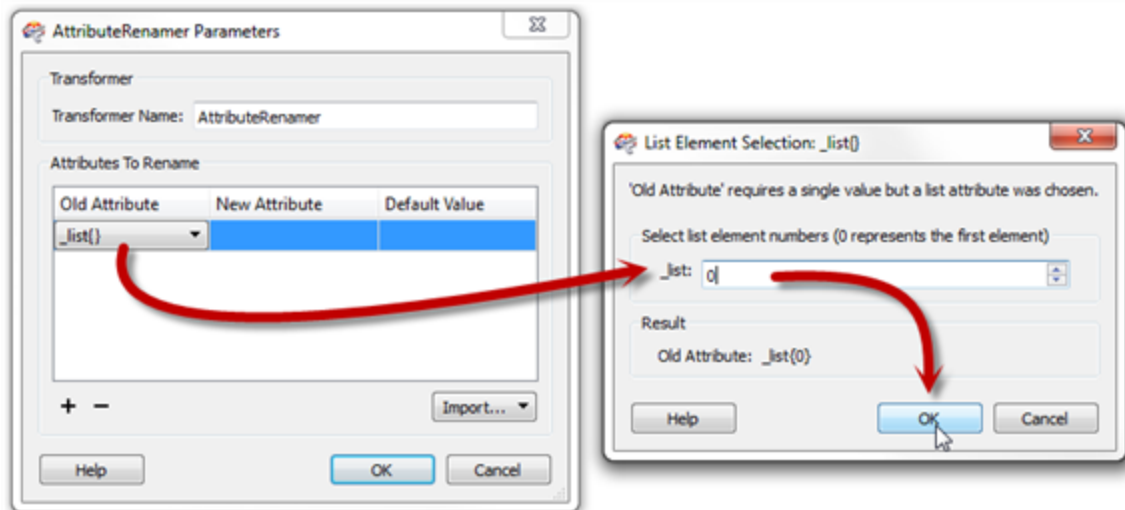 AttributeRenamer Parameters
Transformer
Transformer Name: AttributeRenamer
Attributes To Rename
Old Attribute New Attribute Default Value
_list{}
+ −
Import...
Help OK Cancel
List Element Selection: _list{}
'Old Attribute' requires a single value but a list attribute was chosen.
Select list element numbers (0 represents the first element)
_list: 0
Result
Old Attribute: _list{0}
Help OK Cancel